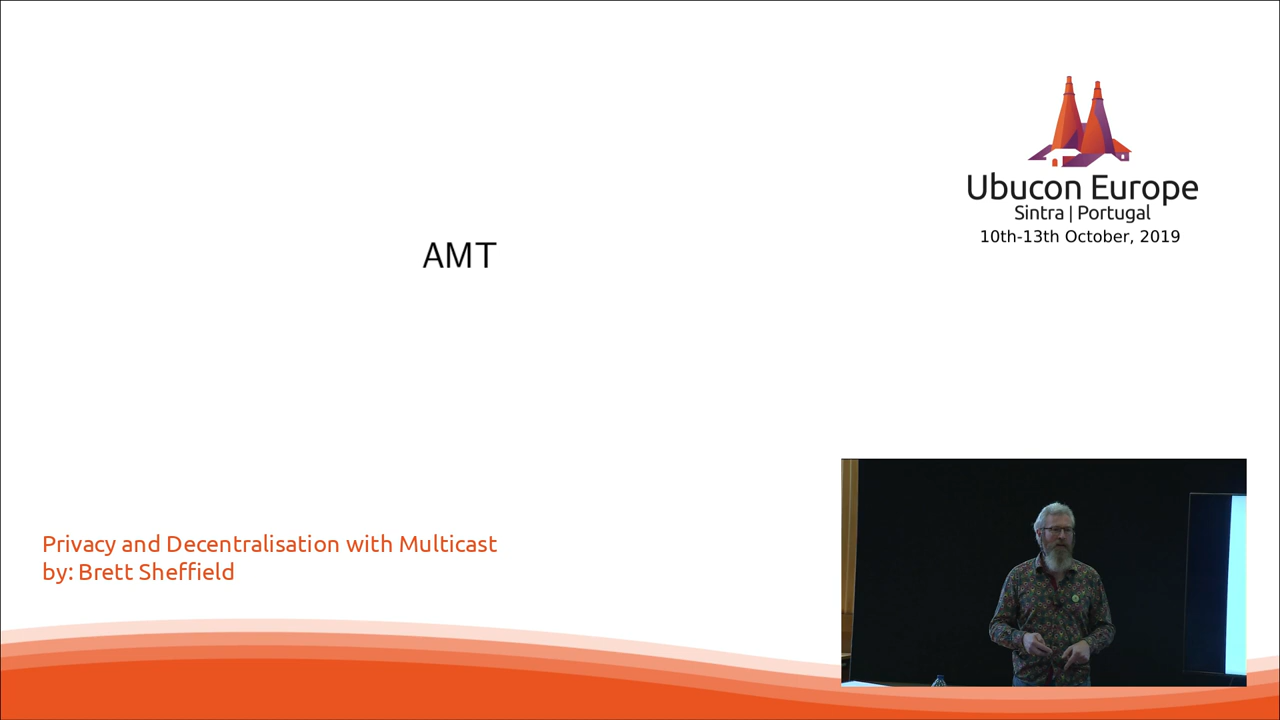 AMT
Ubucon Europe
Sintra | Portugal
10th-13th October, 2019
Privacy and Decentralisation with Multicast
by: Brett Sheffield